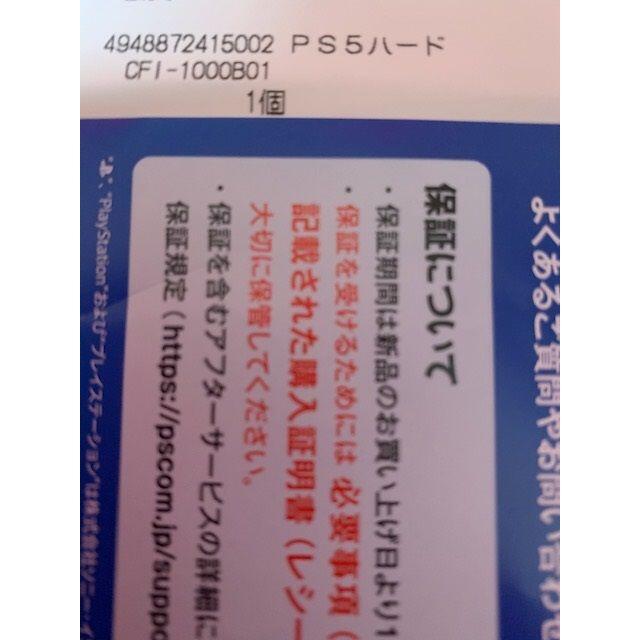 4948872415002 PS5ハード
CFI-1000B01
1個
よくあるご質問やお問い合わせ
保証について
・保証期間は新品のお買い上げ日より1
・保証を受けるためには 必要事項（
記載された購入証明書（レシー
大切に保管してください。
・保証を含むアフターサービスの詳細に
保証規定（https://pscom.jp/suppo
"PlayStation"および"プレイステーション"は株式会社ソニー・イ